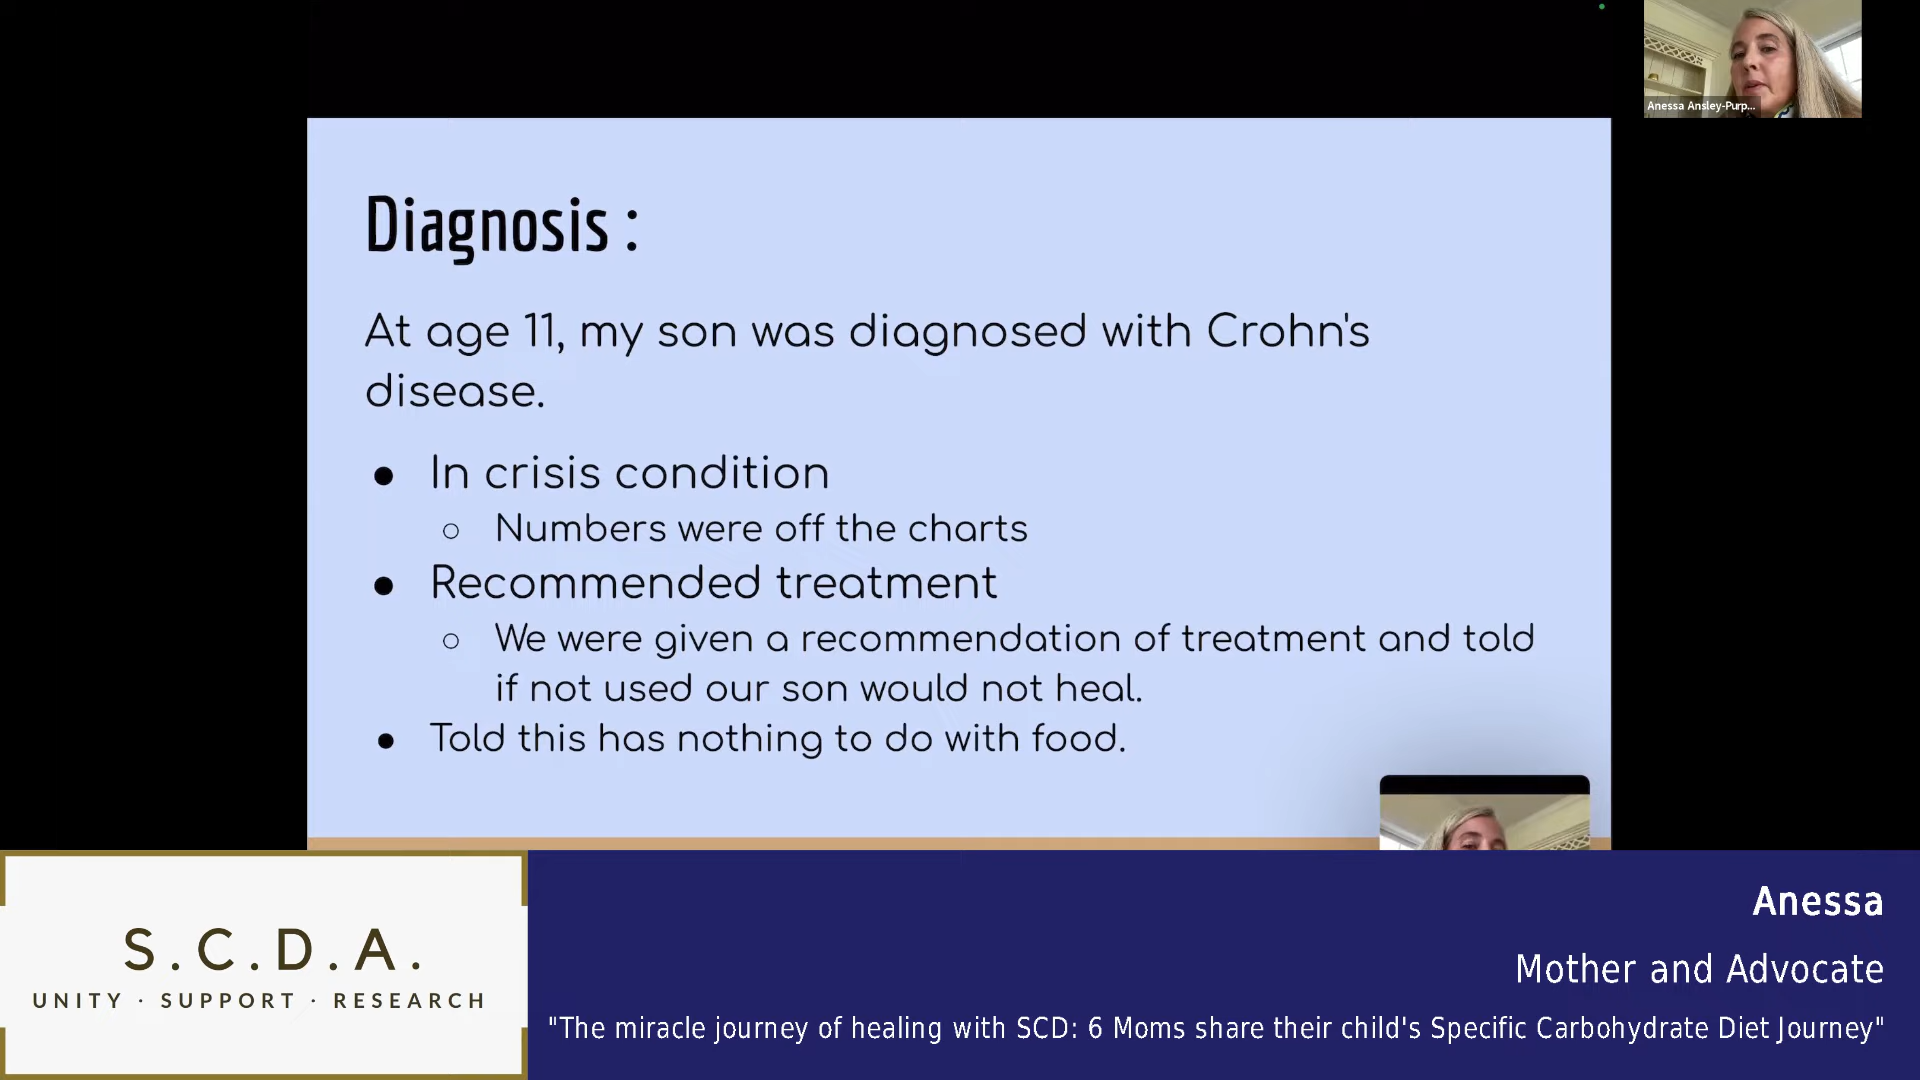 Anessa Ansley-Purp...
Diagnosis :
At age 11, my son was diagnosed with Crohn's
disease.
● In crisis condition
○ Numbers were off the charts
● Recommended treatment
○ We were given a recommendation of treatment and told
if not used our son would not heal.
● Told this has nothing to do with food.
S.C.D.A.
UNITY · SUPPORT · RESEARCH
Anessa
Mother and Advocate
"The miracle journey of healing with SCD: 6 Moms share their child's Specific Carbohydrate Diet Journey"